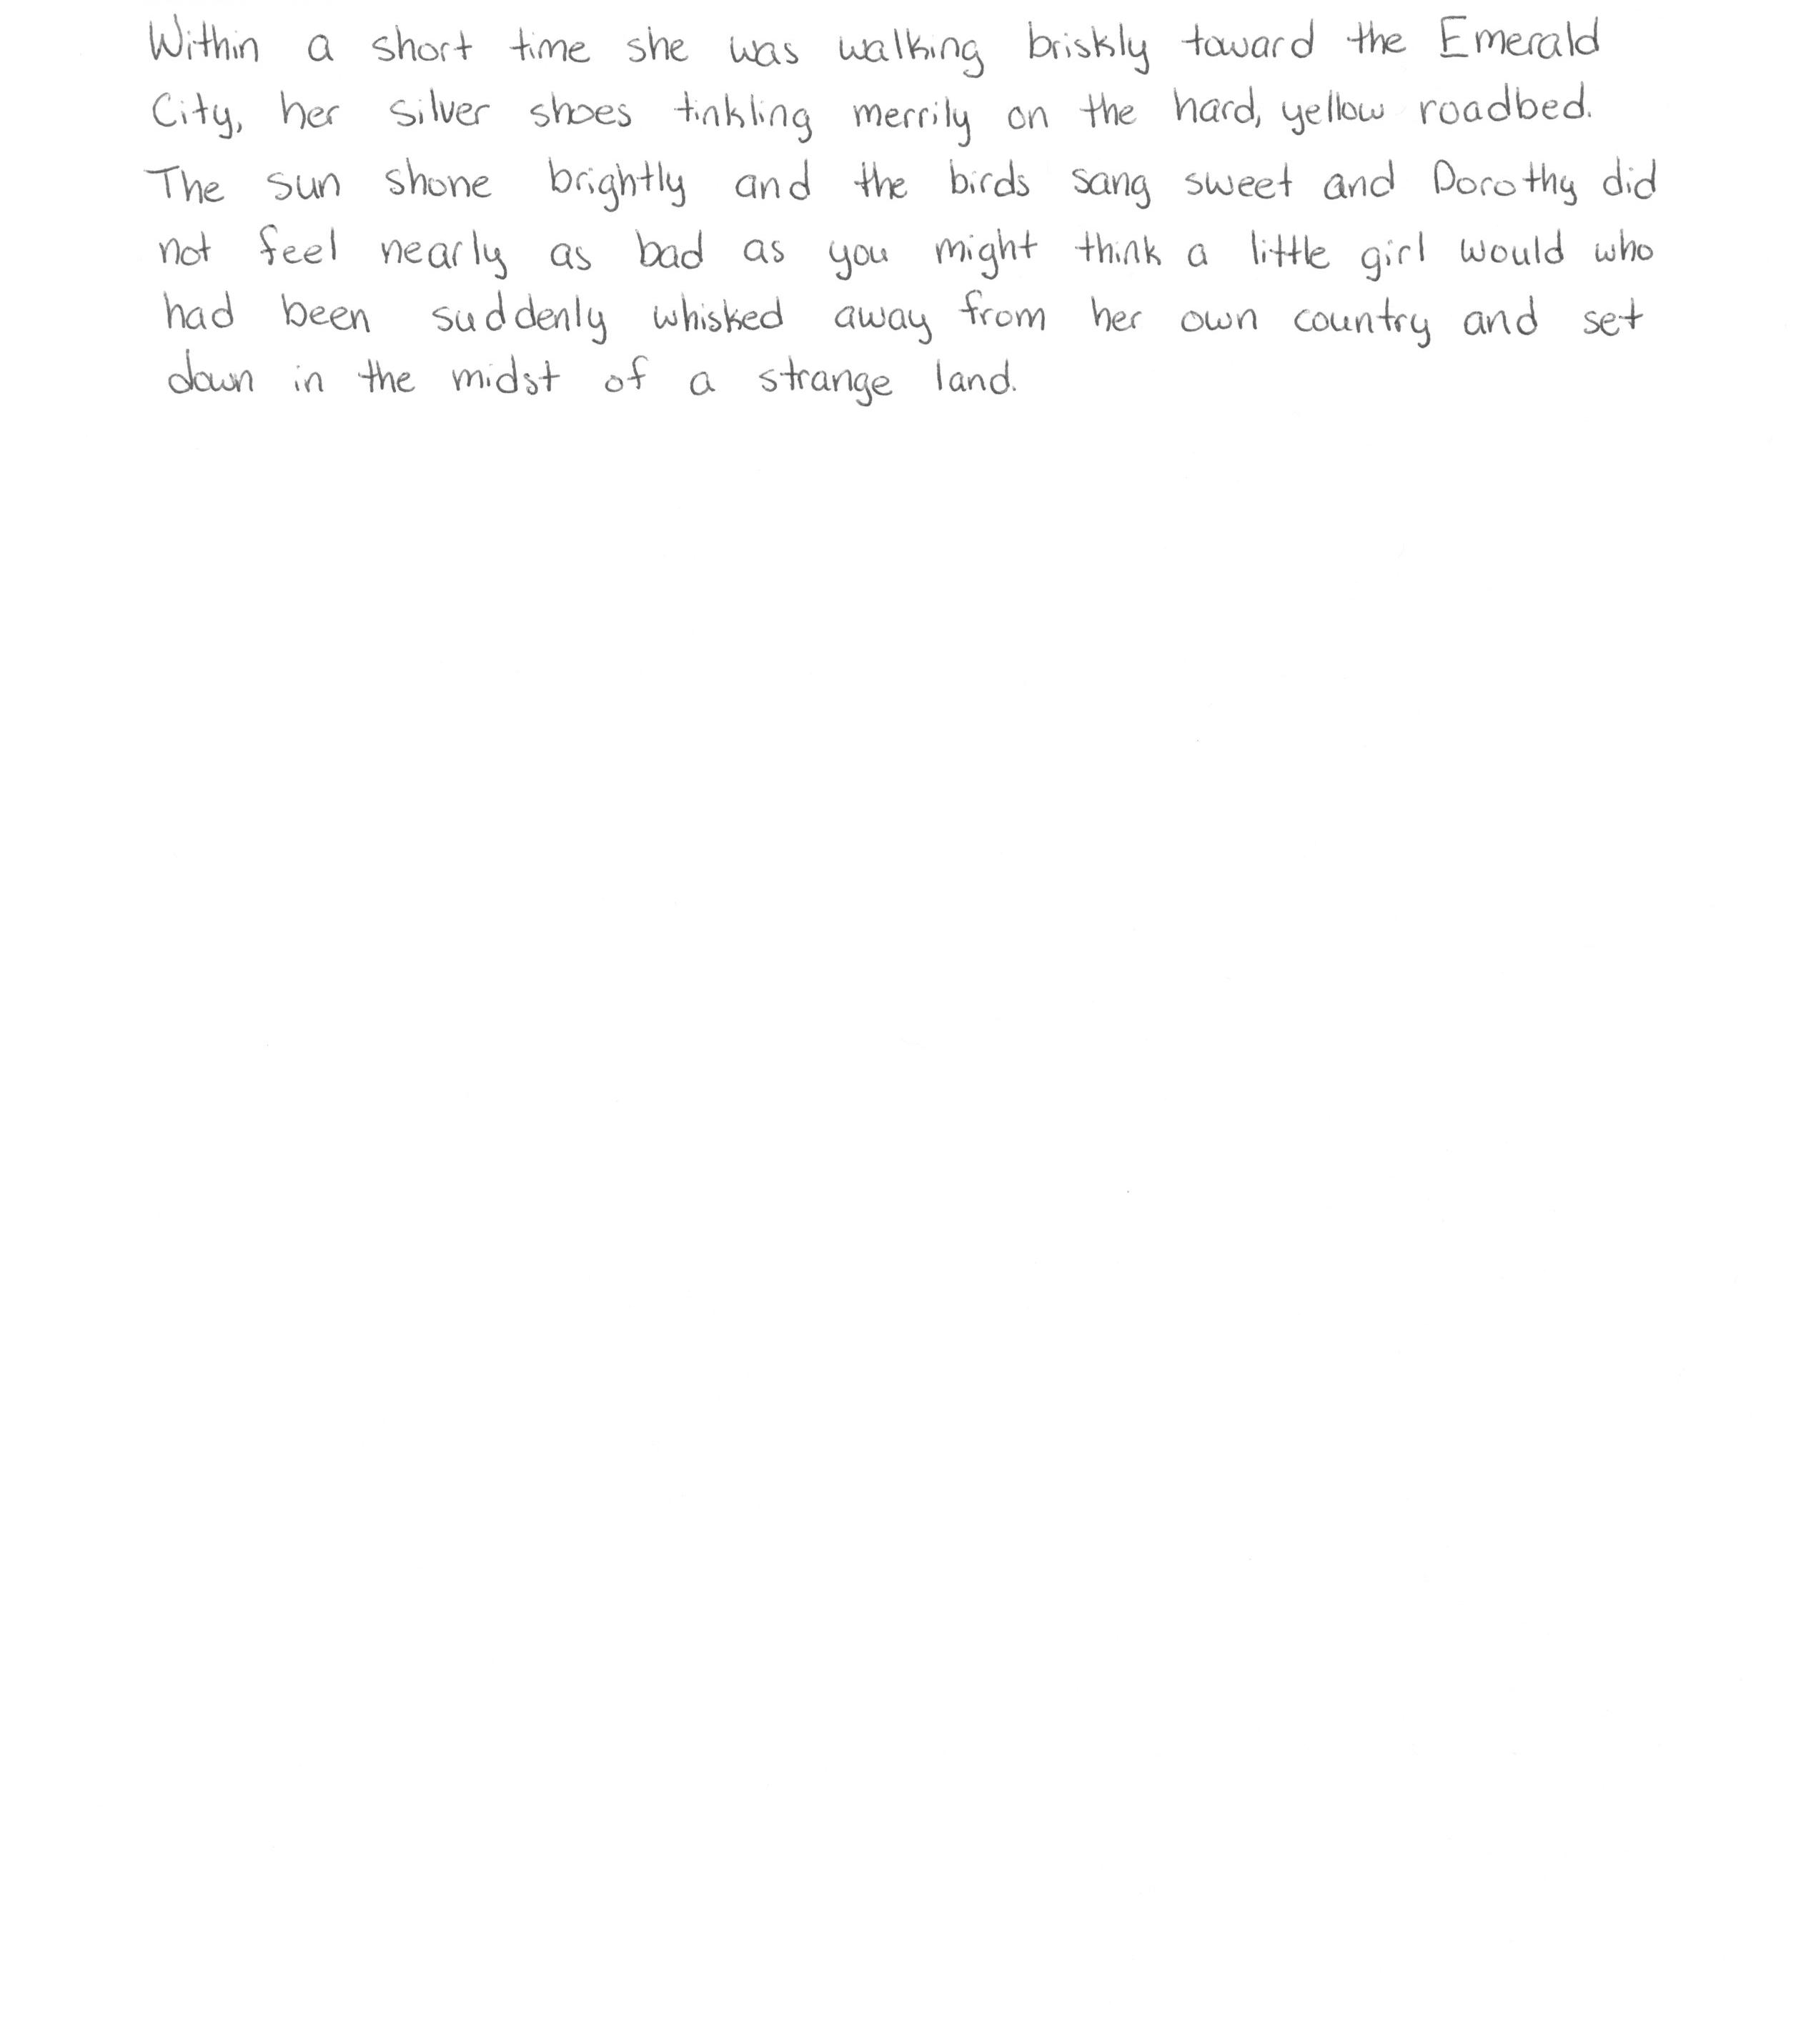 Within a short time she was walking briskly toward the Emerald
City, her silver shoes tinkling merrily on the hard, yellow roadbed.
The sun shone brightly and the birds sang sweet and Dorothy did
not feel nearly as bad as you might think a little girl would who
had been suddenly whisked away from her own country and set
down in the midst of a strange land.